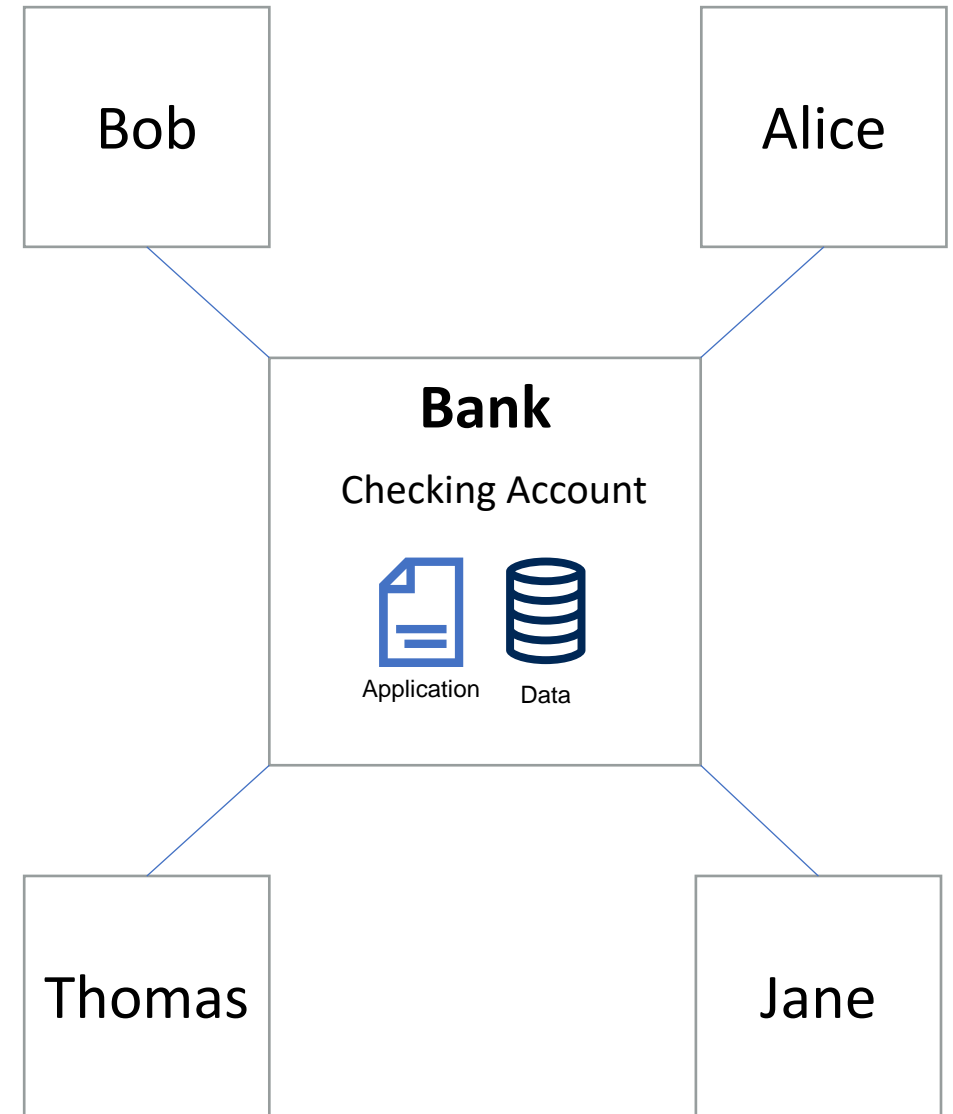 Bob
Alice
Bank
Checking Account
Application
Data
Thomas
Jane